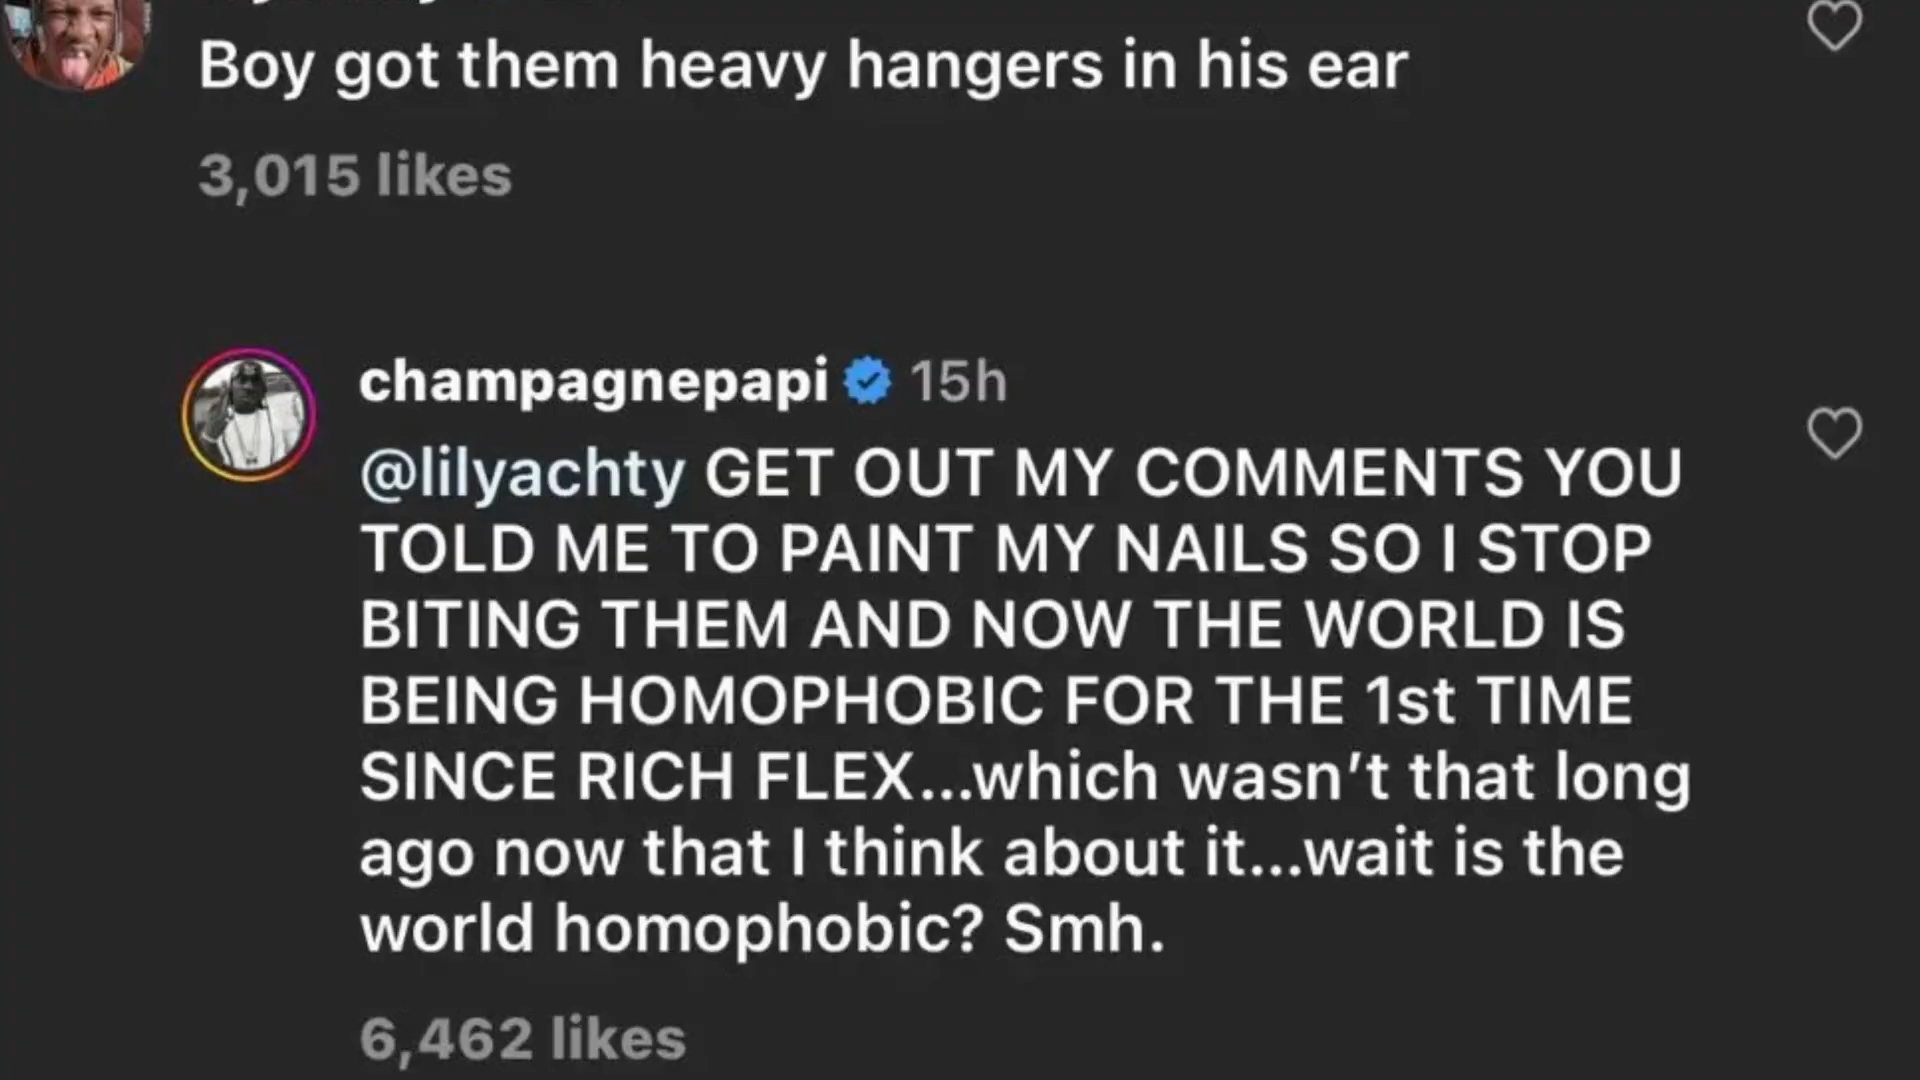 Boy got them heavy hangers in his ear
3,015 likes
champagnepapi 15h
@lilyachty GET OUT MY COMMENTS YOU
TOLD ME TO PAINT MY NAILS SO I STOP
BITING THEM AND NOW THE WORLD IS
BEING HOMOPHOBIC FOR THE 1st TIME
SINCE RICH FLEX...which wasn’t that long
ago now that I think about it...wait is the
world homophobic? Smh.
6,462 likes